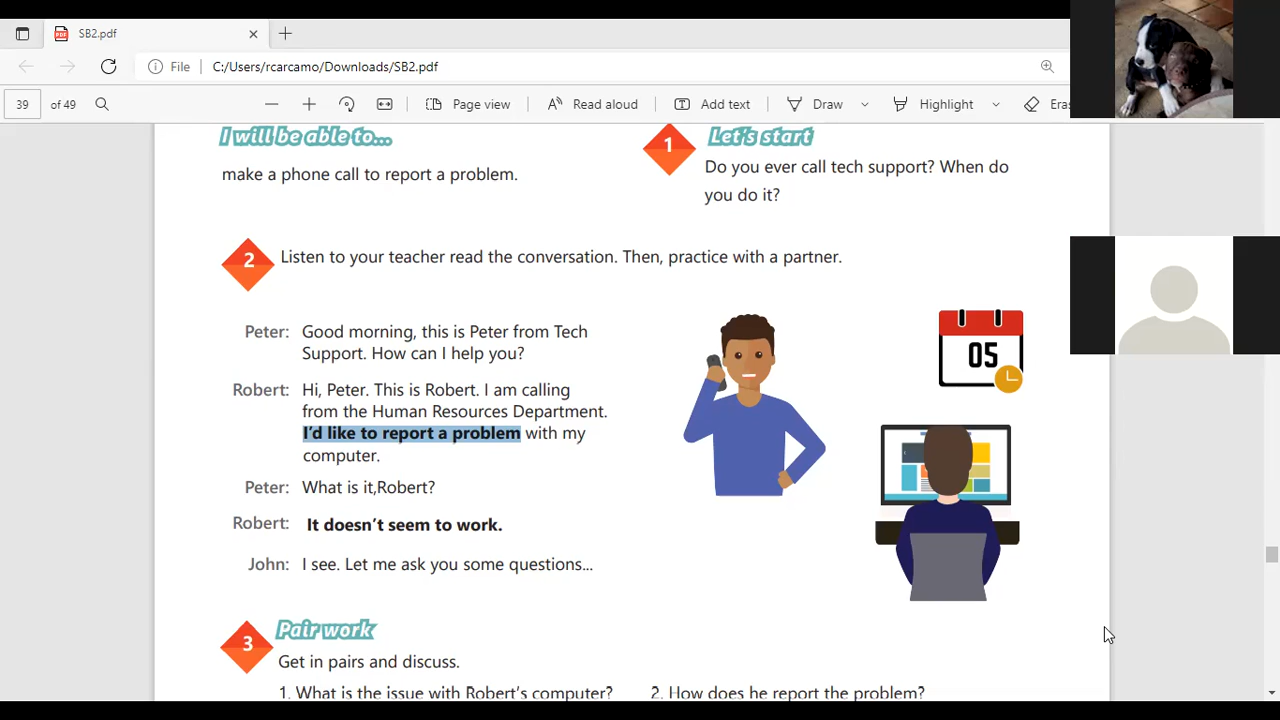 SB2.pdf
File C:/Users/rcarcamo/Downloads/SB2.pdf
39 of 49 Page view Read aloud Add text Draw Highlight Eras
I will be able to...
make a phone call to report a problem.
1 Let's start
Do you ever call tech support? When do
you do it?
2 Listen to your teacher read the conversation. Then, practice with a partner.
Peter: Good morning, this is Peter from Tech
Support. How can I help you?
Robert: Hi, Peter. This is Robert. I am calling
from the Human Resources Department.
I'd like to report a problem with my
computer.
Peter: What is it,Robert?
Robert: It doesn't seem to work.
John: I see. Let me ask you some questions...
05
3 Pair work
Get in pairs and discuss.
1. What is the issue with Robert's computer? 2. How does he report the problem?